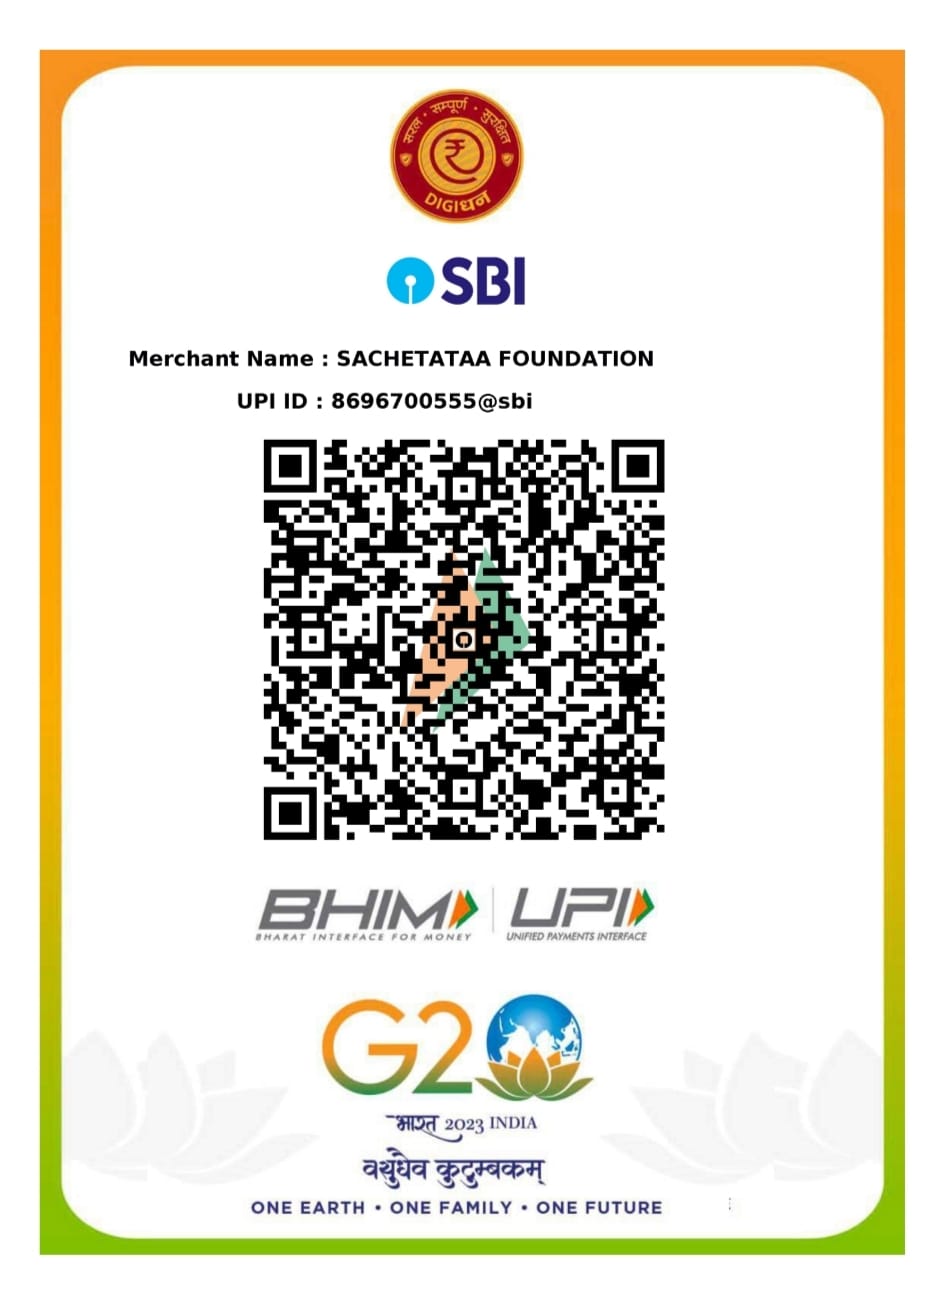 सरल • सम्पूर्ण • सुरक्षित
DIGIधन
SBI
Merchant Name : SACHETATAA FOUNDATION
UPI ID : 8696700555@sbi
BHIM UPI
BHARAT INTERFACE FOR MONEY UNIFIED PAYMENTS INTERFACE
G20
भारत 2023 INDIA
वसुधैव कुटुम्बकम्
ONE EARTH • ONE FAMILY • ONE FUTURE